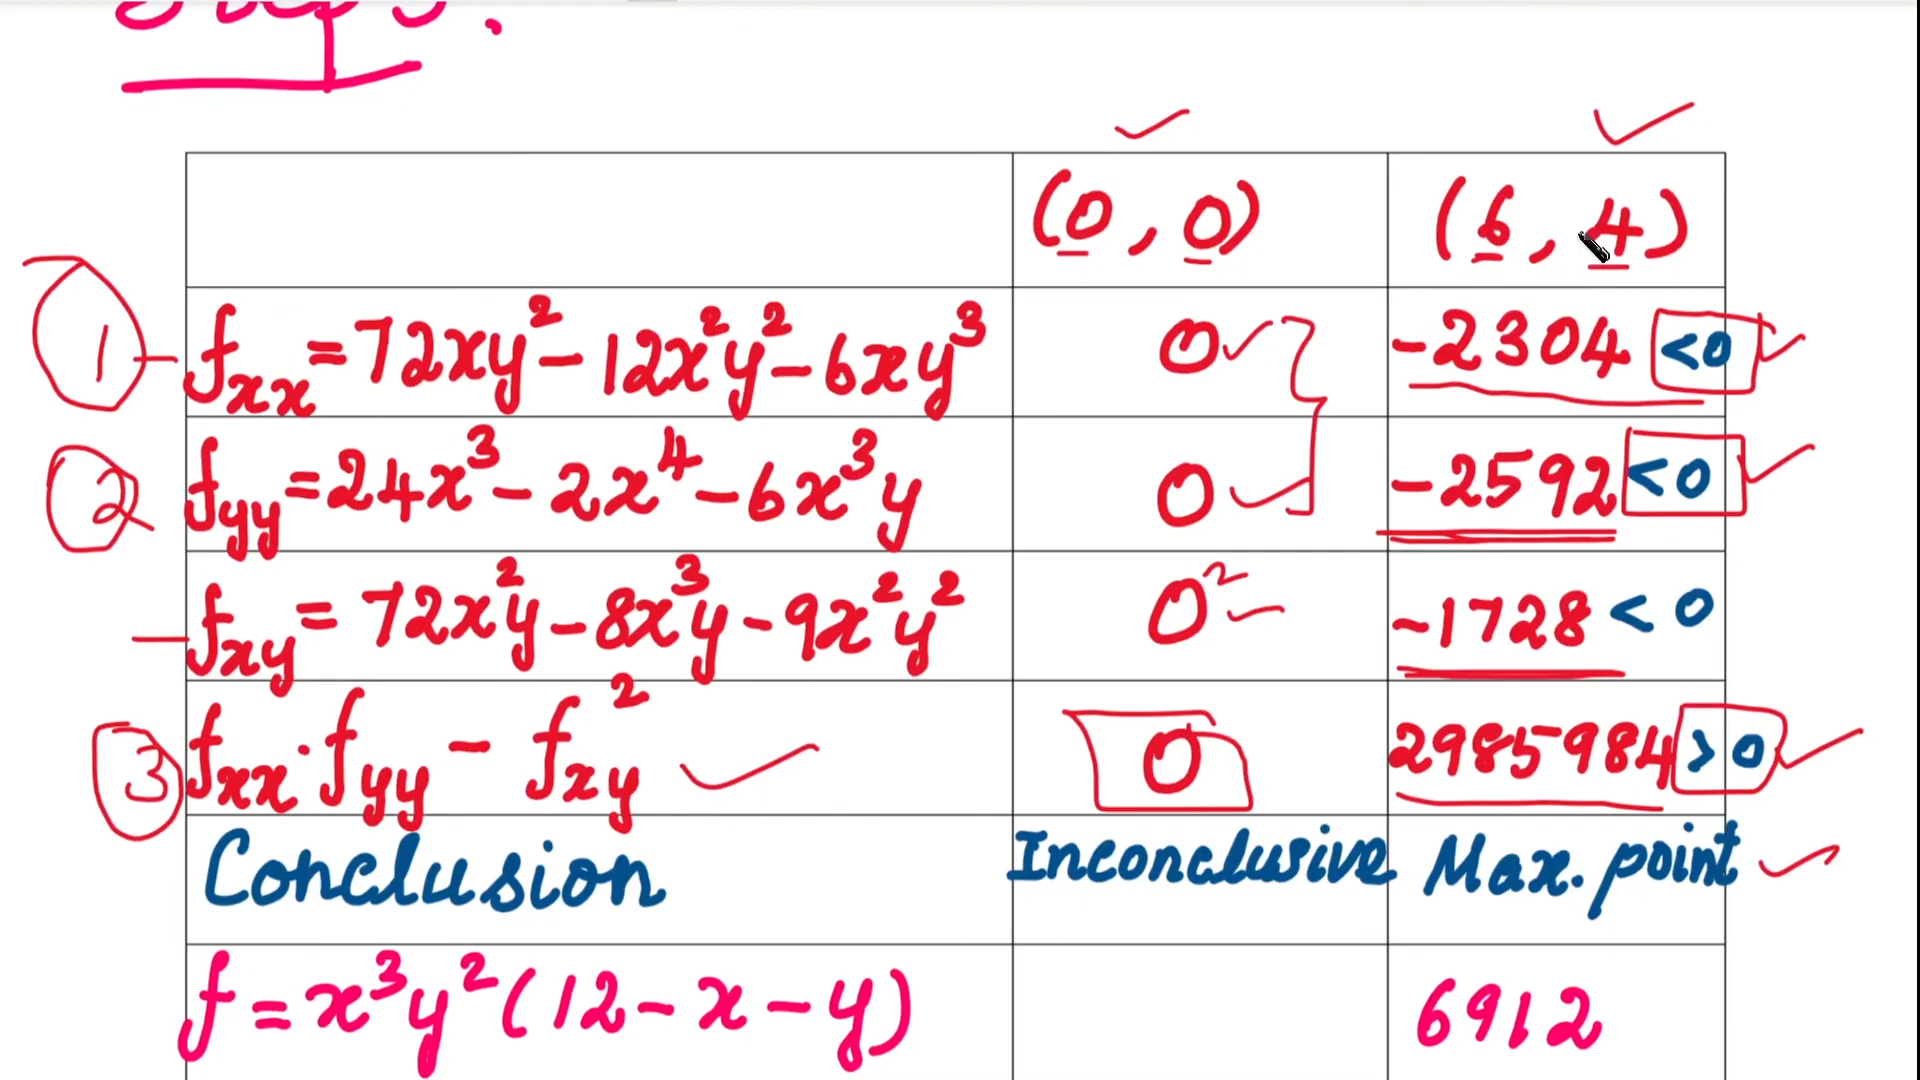 Steps:
(0, 0) (6, 4)
1 fxx = 72xy² - 12x²y² - 6xy³ 0 -2304 <0
2 fyy = 24x³ - 2x⁴ - 6x³y 0 -2592 <0
fxy = 72x²y - 8x³y - 9x²y² 0² -1728 < 0
3 fxx · fyy - fxy² 0 2985984 > 0
Conclusion Inconclusive Max. point
f = x³y²(12 - x - y) 6912